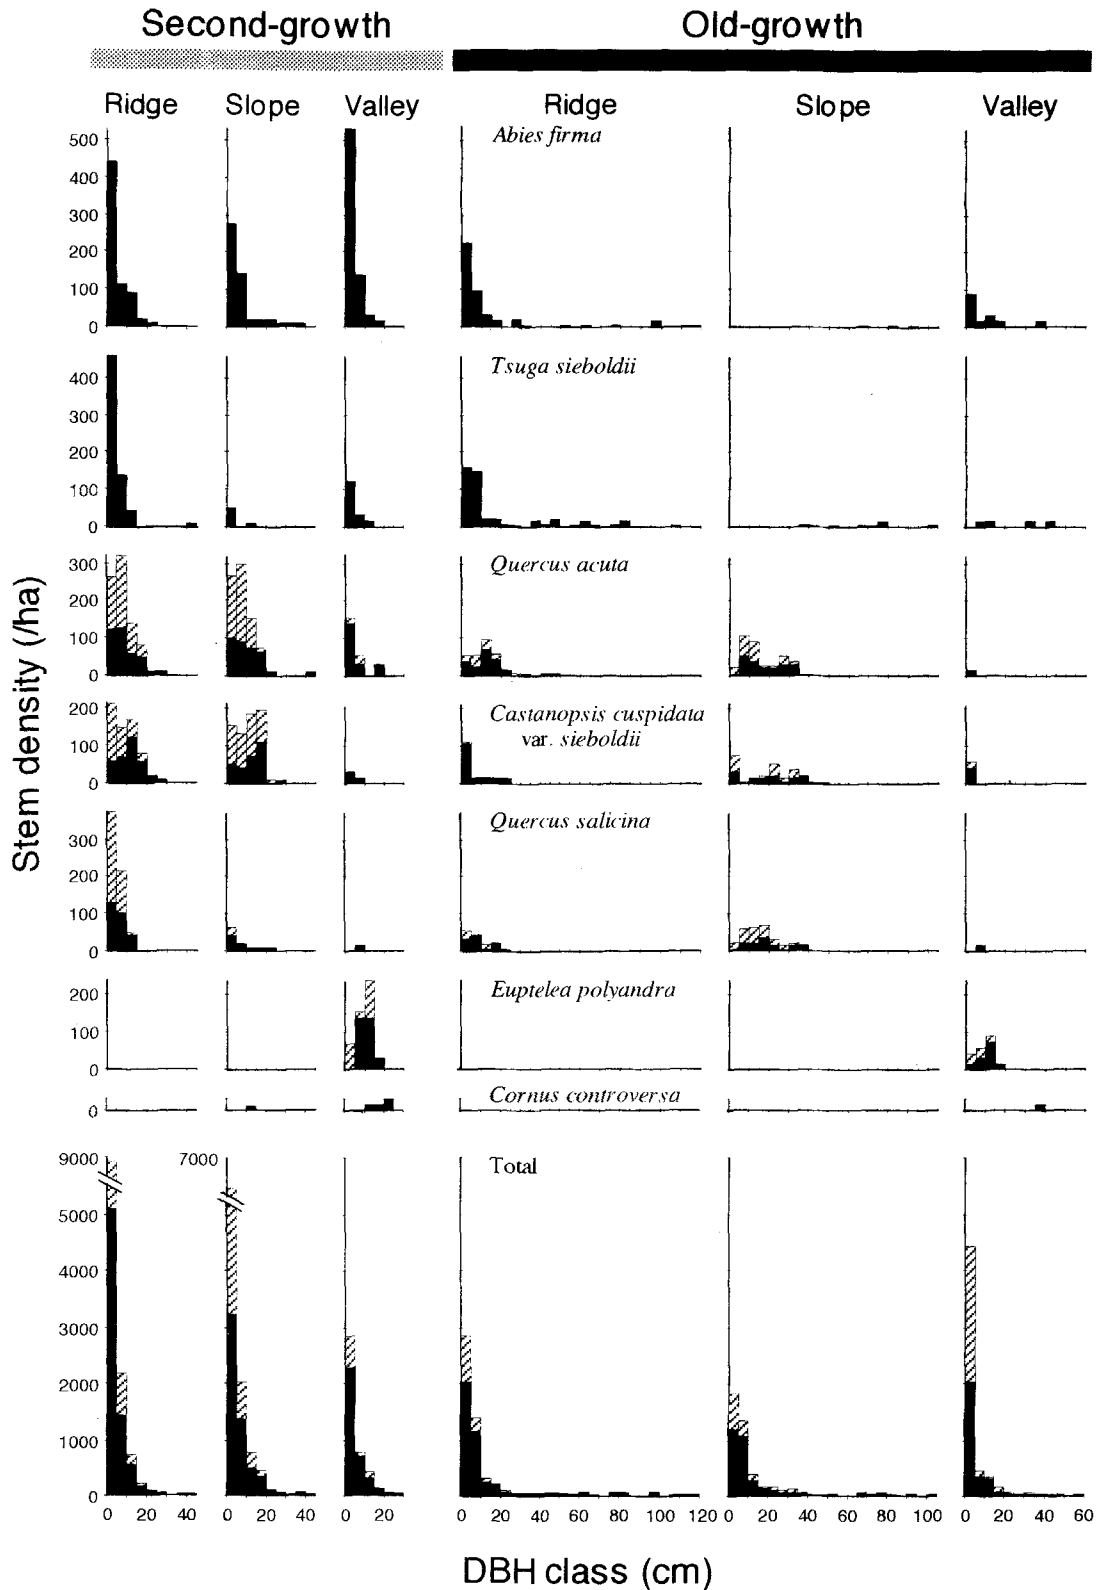 Second-growth Old-growth
Ridge Slope Valley Ridge Slope Valley
Abies firma
500
400
300
200
100
0
Tsuga sieboldii
400
300
200
100
0
Quercus acuta
300
200
100
0
Castanopsis cuspidata
var. sieboldii
200
100
0
Quercus salicina
300
200
100
0
Euptelea polyandra
200
100
0
Cornus controversa
0
Total
9000 7000
5000
4000
3000
2000
1000
0
0 20 40 0 20 40 0 20 0 20 40 60 80 100 120 0 20 40 60 80 100 0 20 40 60
Stem density (/ha)
DBH class (cm)